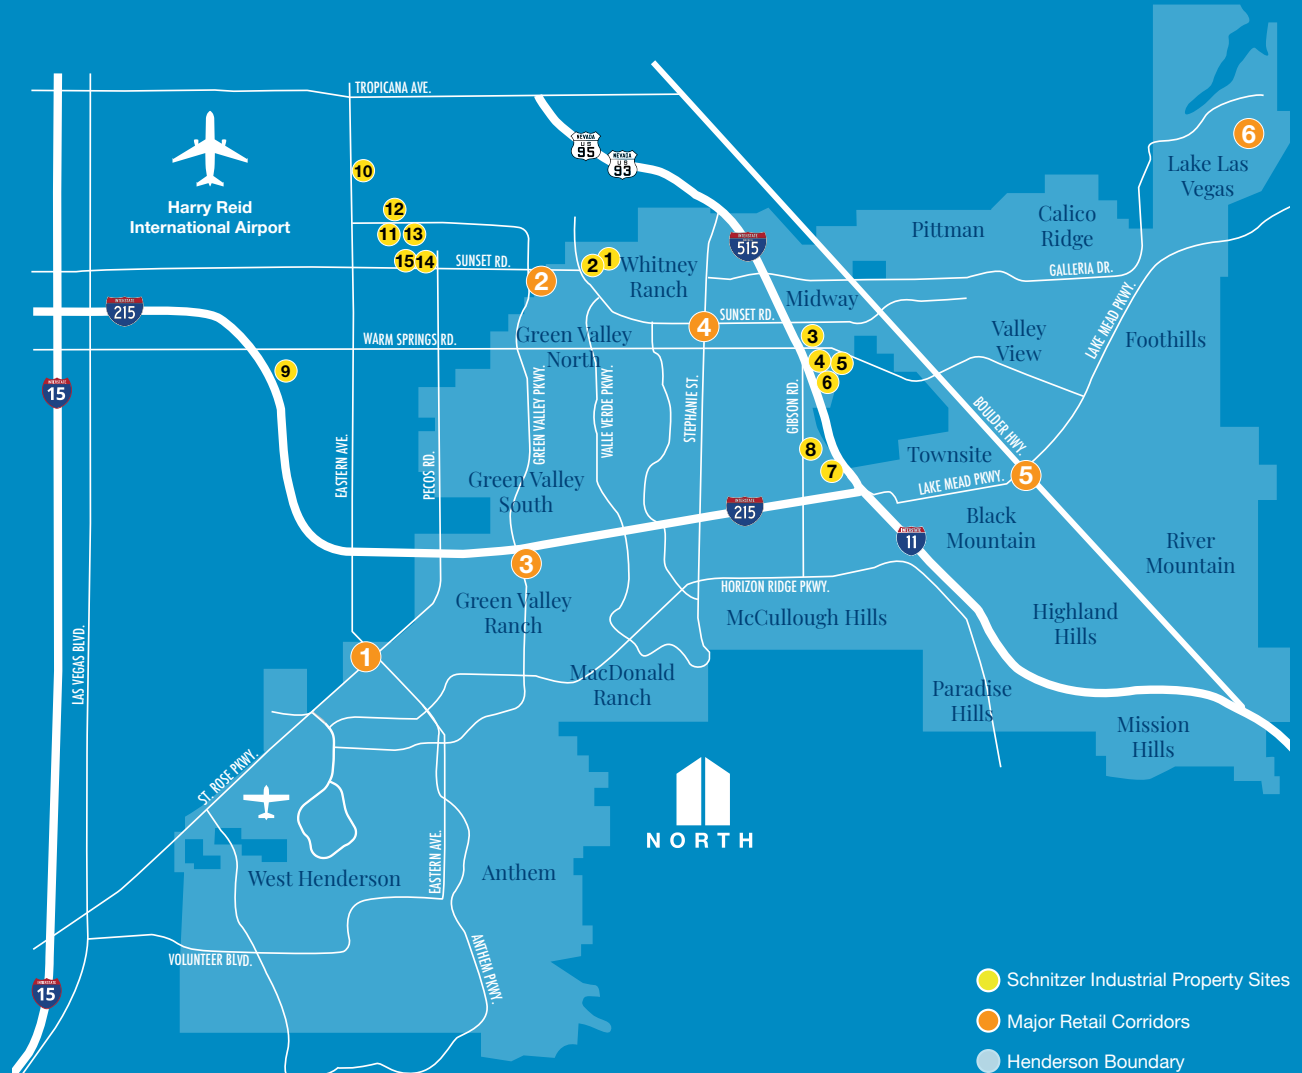 TROPICANA AVE.
NEVADA
U S
95
NEVADA
U S
93
6
Lake Las
Vegas
10
Harry Reid
International Airport
12
11
13
15
14
SUNSET RD.
2
2
1
Whitney
Ranch
INTERSTATE
515
Pittman
Calico
Ridge
GALLERIA DR.
INTERSTATE
215
Midway
4
SUNSET RD.
3
Green Valley
North
WARM SPRINGS RD.
Valley
View
LAKE MEAD PKWY.
Foothills
9
INTERSTATE
15
4
5
6
GREEN VALLEY PKWY.
VALLE VERDE PKWY.
STEPHANIE ST.
GIBSON RD.
BOULDER HWY.
EASTERN AVE.
PECOS RD.
8
7
Townsite
LAKE MEAD PKWY.
5
Green Valley
South
INTERSTATE
215
INTERSTATE
11
Black
Mountain
River
Mountain
3
Green Valley
Ranch
HORIZON RIDGE PKWY.
McCullough Hills
Highland
Hills
1
LAS VEGAS BLVD.
MacDonald
Ranch
Paradise
Hills
Mission
Hills
ST. ROSE PKWY.
NORTH
EASTERN AVE.
West Henderson
Anthem
VOLUNTEER BLVD.
ANTHEM PKWY.
INTERSTATE
15
Schnitzer Industrial Property Sites
Major Retail Corridors
Henderson Boundary